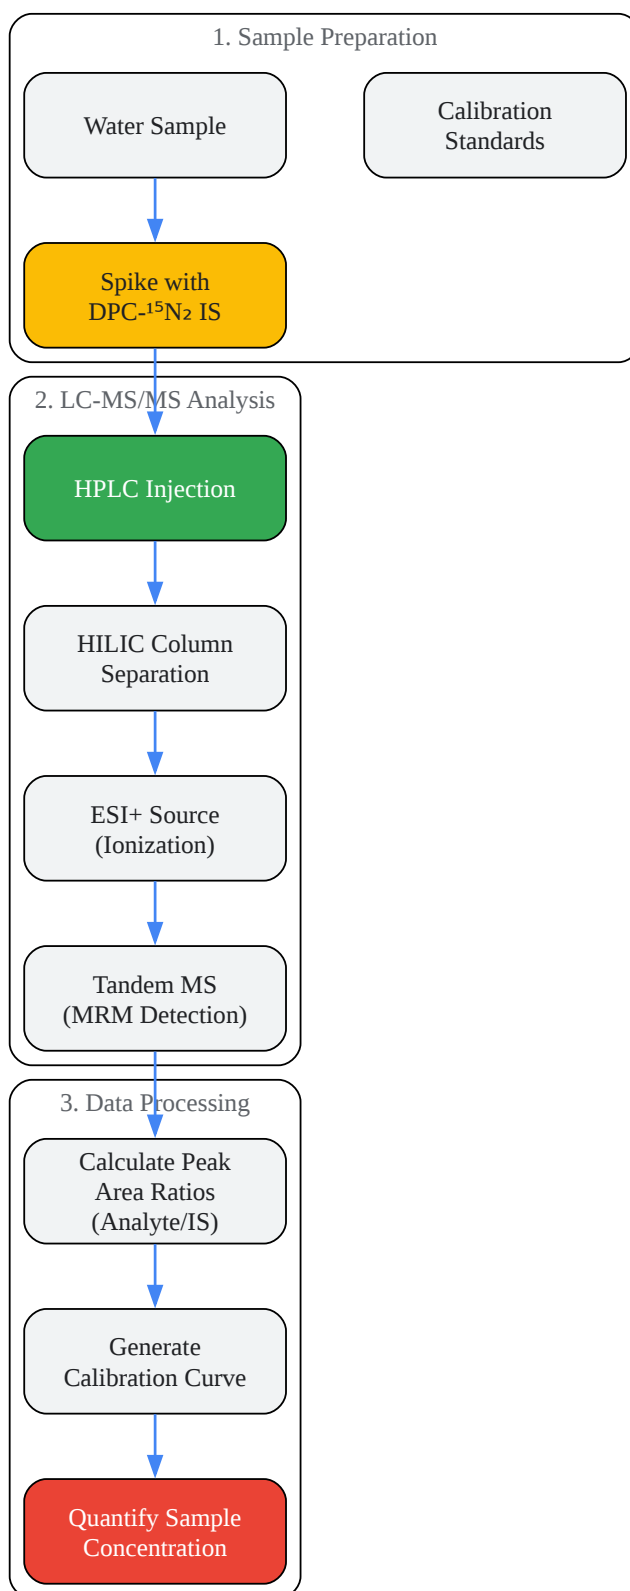 1. Sample Preparation
Water Sample
Calibration
Standards
Spike with
DPC-¹⁵N₂ IS
2. LC-MS/MS Analysis
HPLC Injection
HILIC Column
Separation
ESI+ Source
(Ionization)
Tandem MS
(MRM Detection)
3. Data Processing
Calculate Peak
Area Ratios
(Analyte/IS)
Generate
Calibration Curve
Quantify Sample
Concentration